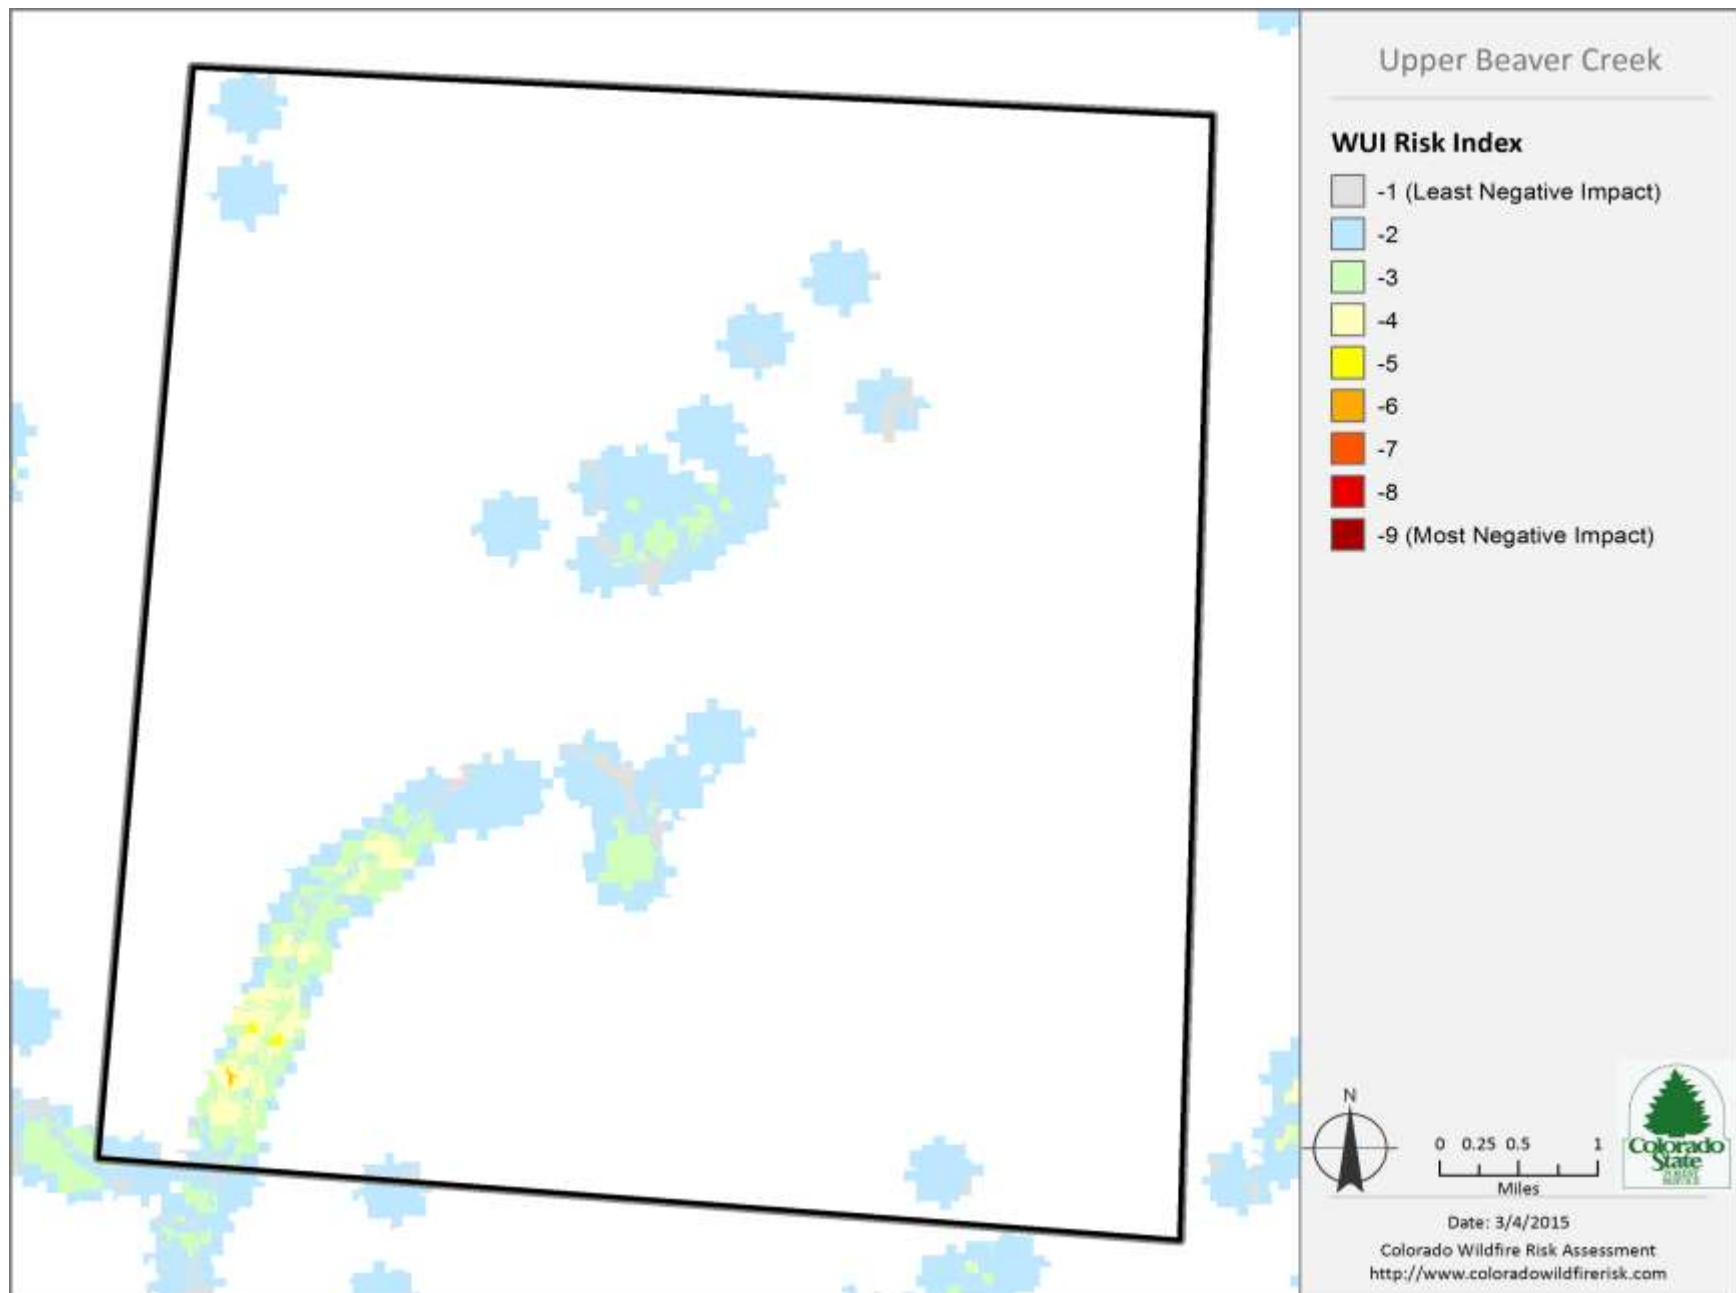 Upper Beaver Creek
WUI Risk Index
-1 (Least Negative Impact)
-2
-3
-4
-5
-6
-7
-8
-9 (Most Negative Impact)
N
0 0.25 0.5 1
Miles
Colorado
State
Date: 3/4/2015
Colorado Wildfire Risk Assessment
http://www.coloradowildfirerisk.com